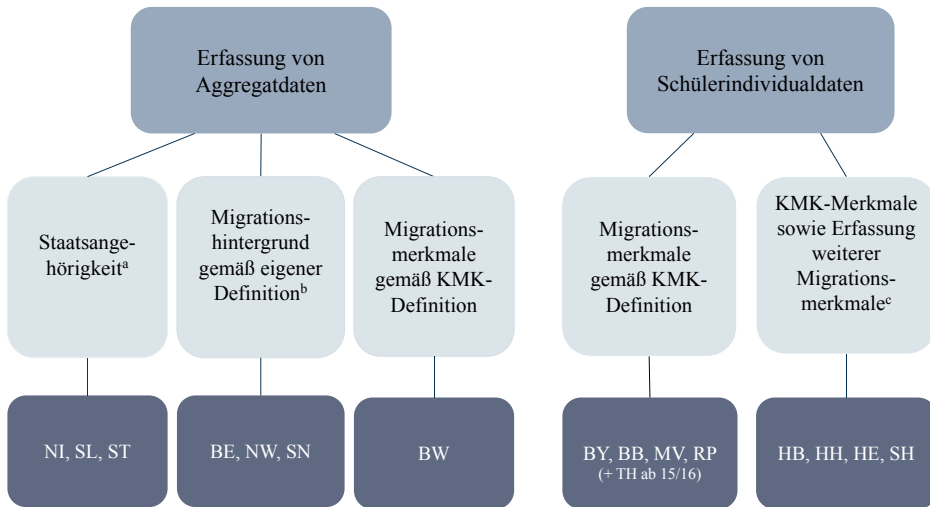 Erfassung von
Aggregatdaten
Erfassung von
Schülerindividualdaten
Staatsange-
hörigkeitᵃ
Migrations-
hintergrund
gemäß eigener
Definitionᵇ
Migrations-
merkmale
gemäß KMK-
Definition
Migrations-
merkmale
gemäß KMK-
Definition
KMK-Merkmale
sowie Erfassung
weiterer
Migrations-
merkmaleᶜ
NI, SL, ST
BE, NW, SN
BW
BY, BB, MV, RP
(+ TH ab 15/16)
HB, HH, HE, SH